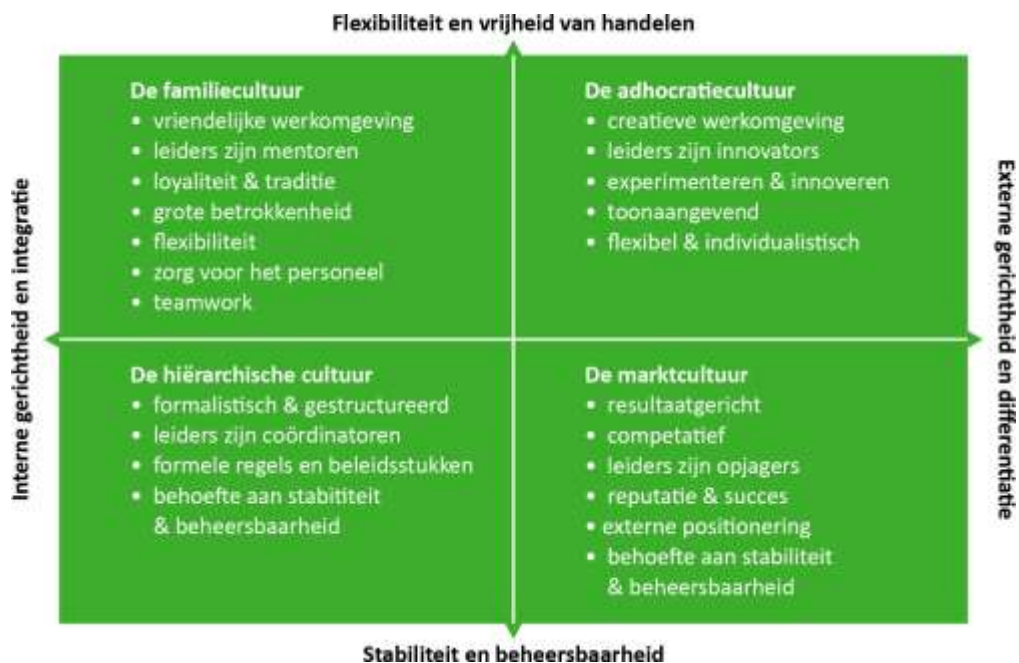 Flexibiliteit en vrijheid van handelen
Interne gerichtheid en integratie
De familiecultuur
• vriendelijke werkomgeving
• leiders zijn mentoren
• loyaliteit & traditie
• grote betrokkenheid
• flexibiliteit
• zorg voor het personeel
• teamwork
De adhocratiecultuur
• creatieve werkomgeving
• leiders zijn innovators
• experimenteren & innoveren
• toonaangevend
• flexibel & individualistisch
De hiërarchische cultuur
• formalistisch & gestructureerd
• leiders zijn coördinatoren
• formele regels en beleidsstukken
• behoefte aan stabititeit
& beheersbaarheid
De marktcultuur
• resultaatgericht
• competatief
• leiders zijn opjagers
• reputatie & succes
• externe positionering
• behoefte aan stabiliteit
& beheersbaarheid
Externe gerichtheid en differentiatie
Stabiliteit en beheersbaarheid